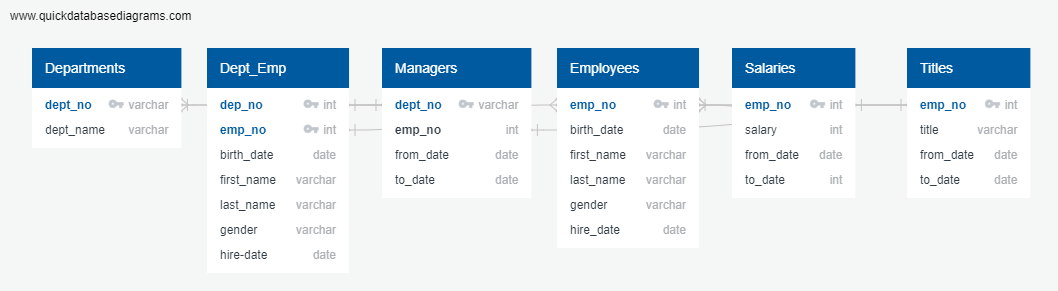 www.quickdatabasediagrams.com
Departments
dept_no varchar
dept_name varchar
Dept_Emp
dep_no int
emp_no int
birth_date date
first_name varchar
last_name varchar
gender varchar
hire-date date
Managers
dept_no varchar
emp_no int
from_date date
to_date date
Employees
emp_no int
birth_date date
first_name varchar
last_name varchar
gender varchar
hire_date date
Salaries
emp_no int
salary int
from_date date
to_date int
Titles
emp_no int
title varchar
from_date date
to_date date